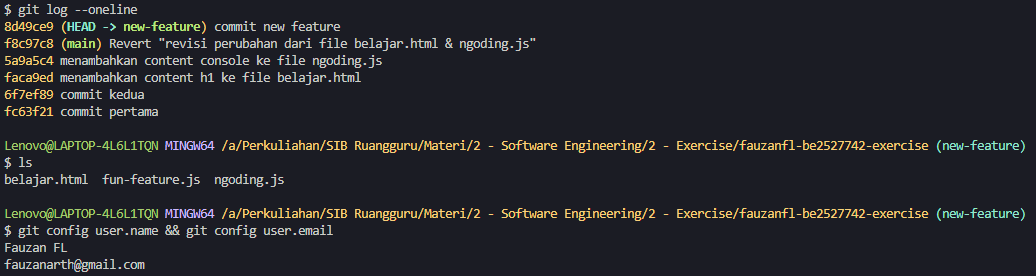 $ git log --oneline
8d49ce9 (HEAD -> new-feature) commit new feature
f8c97c8 (main) Revert "revisi perubahan dari file belajar.html & ngoding.js"
5a9a5c4 menambahkan content console ke file ngoding.js
faca9ed menambahkan content h1 ke file belajar.html
6f7ef89 commit kedua
fc63f21 commit pertama
Lenovo@LAPTOP-4L6L1TQN MINGW64 /a/Perkuliahan/SIB Ruangguru/Materi/2 - Software Engineering/2 - Exercise/fauzanfl-be2527742-exercise (new-feature)
$ ls
belajar.html  fun-feature.js  ngoding.js
Lenovo@LAPTOP-4L6L1TQN MINGW64 /a/Perkuliahan/SIB Ruangguru/Materi/2 - Software Engineering/2 - Exercise/fauzanfl-be2527742-exercise (new-feature)
$ git config user.name && git config user.email
Fauzan FL
fauzanarth@gmail.com